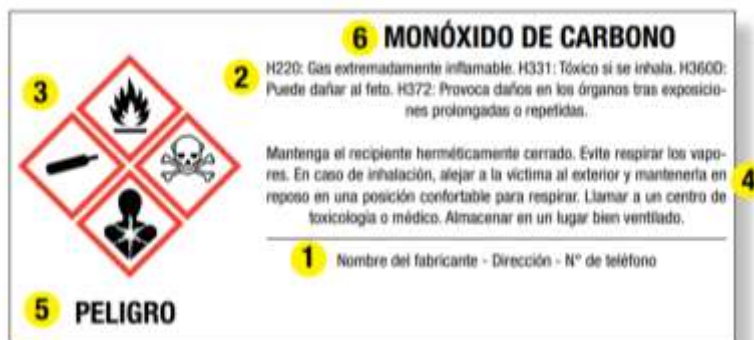 6 MONÓXIDO DE CARBONO
2 H220: Gas extremadamente inflamable. H331: Tóxico si se inhala. H360D:
Puede dañar al feto. H372: Provoca daños en los órganos tras exposicio-
nes prolongadas o repetidas.
3
Mantenga el recipiente herméticamente cerrado. Evite respirar los vapo-
res. En caso de inhalación, alejar a la víctima al exterior y mantenerla en
reposo en una posición confortable para respirar. Llamar a un centro de
toxicología o médico. Almacenar en un lugar bien ventilado.
4
1 Nombre del fabricante - Dirección - N° de teléfono
5 PELIGRO